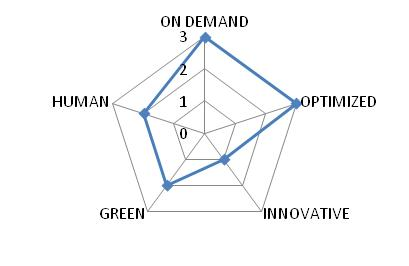 ON DEMAND
3
2
HUMAN
OPTIMIZED
1
0
GREEN
INNOVATIVE